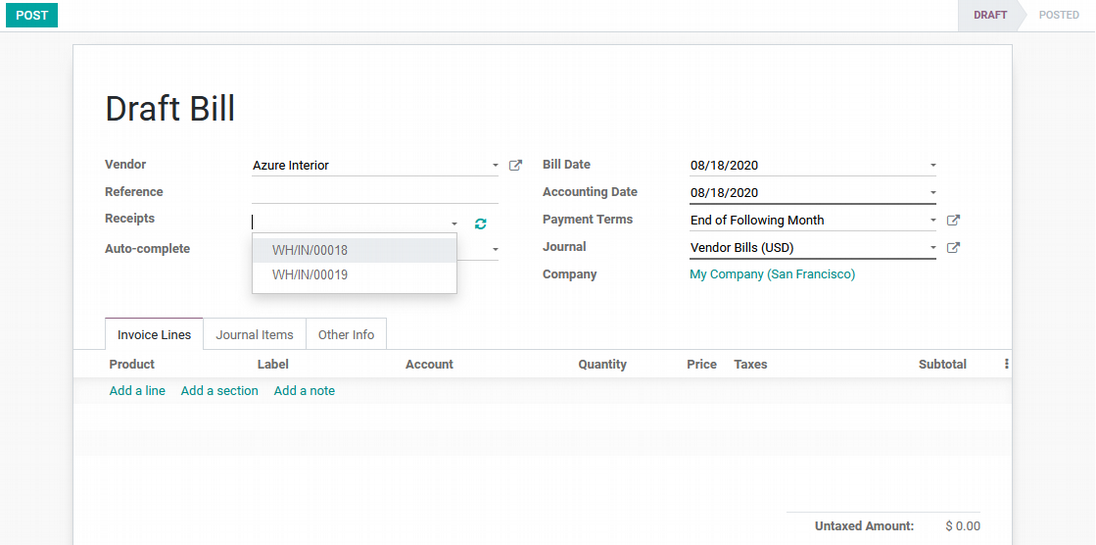 POST
DRAFT POSTED
Draft Bill
Vendor Azure Interior Bill Date 08/18/2020
Reference Accounting Date 08/18/2020
Receipts Payment Terms End of Following Month
Auto-complete WH/IN/00018 Journal Vendor Bills (USD)
WH/IN/00019 Company My Company (San Francisco)
Invoice Lines Journal Items Other Info
Product Label Account Quantity Price Taxes Subtotal
Add a line Add a section Add a note
Untaxed Amount: $ 0.00